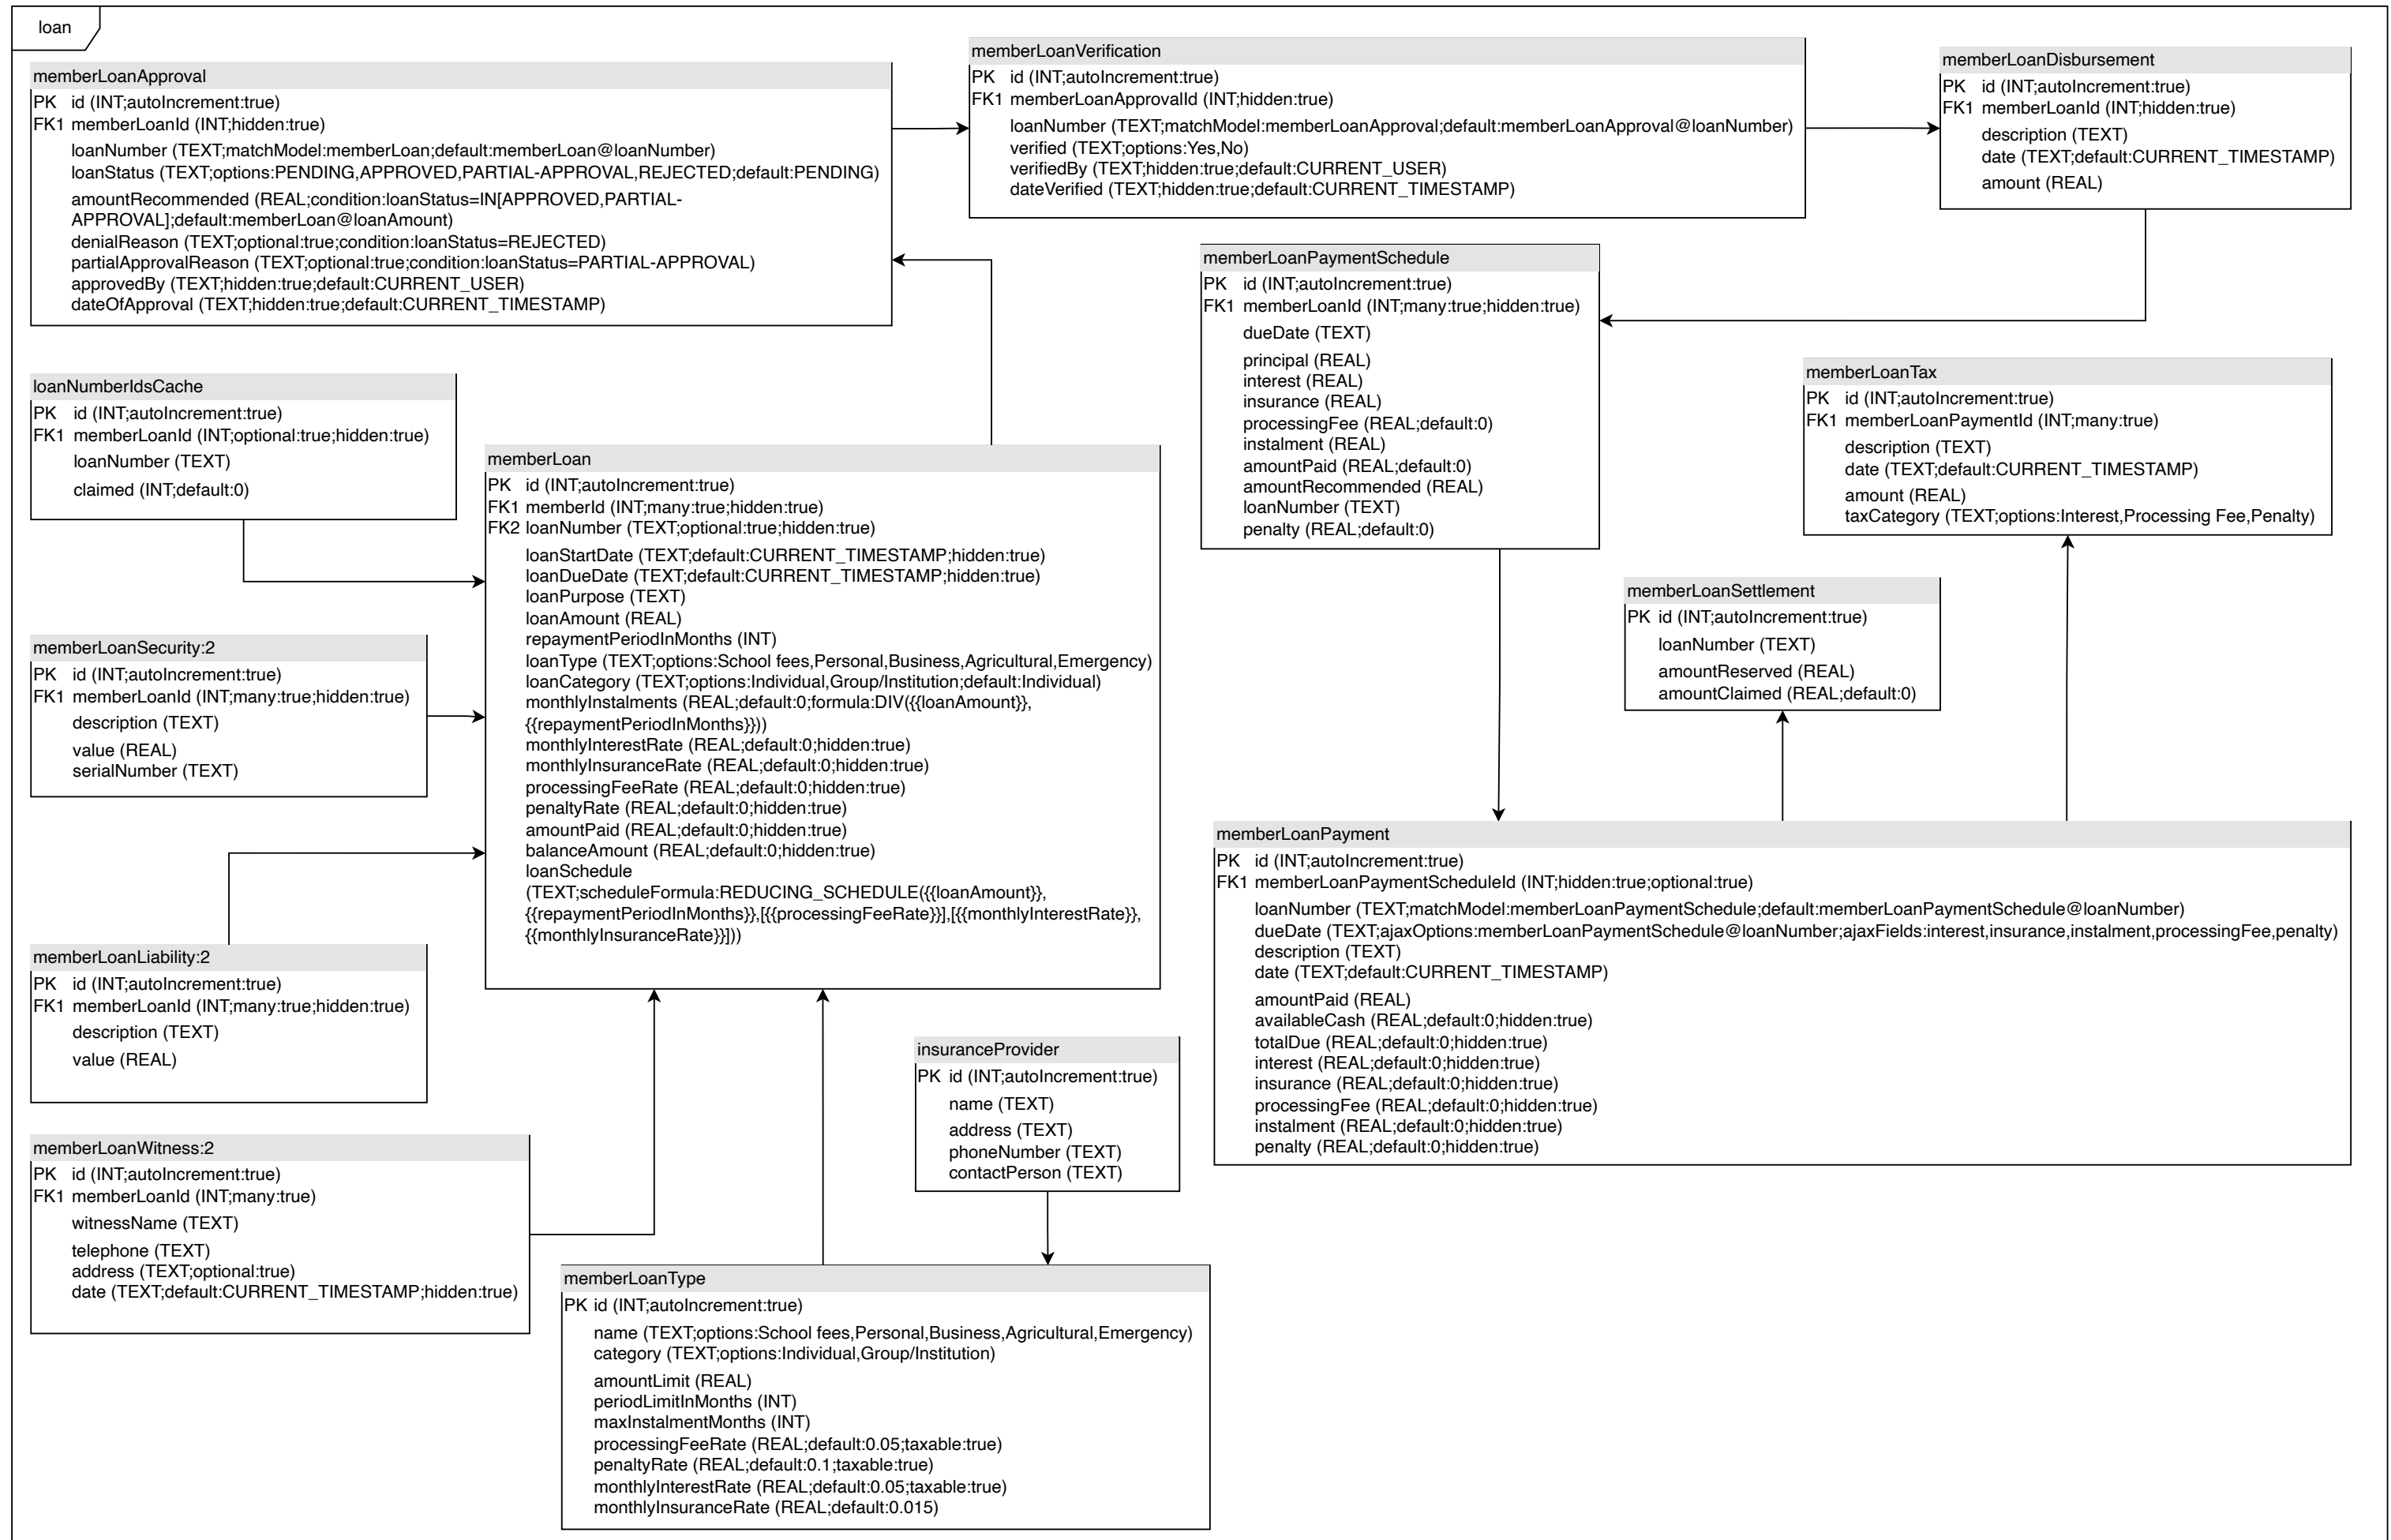 loan
memberLoanApproval
PK id (INT;autoIncrement:true)
FK1 memberLoanId (INT;hidden:true)
loanNumber (TEXT;matchModel:memberLoan;default:memberLoan@loanNumber)
loanStatus (TEXT;options:PENDING,APPROVED,PARTIAL-APPROVAL,REJECTED;default:PENDING)
amountRecommended (REAL;condition:loanStatus=IN[APPROVED,PARTIAL-
APPROVAL];default:memberLoan@loanAmount)
denialReason (TEXT;optional:true;condition:loanStatus=REJECTED)
partialApprovalReason (TEXT;optional:true;condition:loanStatus=PARTIAL-APPROVAL)
approvedBy (TEXT;hidden:true;default:CURRENT_USER)
dateOfApproval (TEXT;hidden:true;default:CURRENT_TIMESTAMP)
memberLoanVerification
PK id (INT;autoIncrement:true)
FK1 memberLoanApprovalId (INT;hidden:true)
loanNumber (TEXT;matchModel:memberLoanApproval;default:memberLoanApproval@loanNumber)
verified (TEXT;options:Yes,No)
verifiedBy (TEXT;hidden:true;default:CURRENT_USER)
dateVerified (TEXT;hidden:true;default:CURRENT_TIMESTAMP)
memberLoanDisbursement
PK id (INT;autoIncrement:true)
FK1 memberLoanId (INT;hidden:true)
description (TEXT)
date (TEXT;default:CURRENT_TIMESTAMP)
amount (REAL)
memberLoanPaymentSchedule
PK id (INT;autoIncrement:true)
FK1 memberLoanId (INT;many:true;hidden:true)
dueDate (TEXT)
principal (REAL)
interest (REAL)
insurance (REAL)
processingFee (REAL;default:0)
instalment (REAL)
amountPaid (REAL;default:0)
amountRecommended (REAL)
loanNumber (TEXT)
penalty (REAL;default:0)
memberLoanTax
PK id (INT;autoIncrement:true)
FK1 memberLoanPaymentId (INT;many:true)
description (TEXT)
date (TEXT;default:CURRENT_TIMESTAMP)
amount (REAL)
taxCategory (TEXT;options:Interest,Processing Fee,Penalty)
loanNumberIdsCache
PK id (INT;autoIncrement:true)
FK1 memberLoanId (INT;optional:true;hidden:true)
loanNumber (TEXT)
claimed (INT;default:0)
memberLoan
PK id (INT;autoIncrement:true)
FK1 memberId (INT;many:true;hidden:true)
FK2 loanNumber (TEXT;optional:true;hidden:true)
loanStartDate (TEXT;default:CURRENT_TIMESTAMP;hidden:true)
loanDueDate (TEXT;default:CURRENT_TIMESTAMP;hidden:true)
loanPurpose (TEXT)
loanAmount (REAL)
repaymentPeriodInMonths (INT)
loanType (TEXT;options:School fees,Personal,Business,Agricultural,Emergency)
loanCategory (TEXT;options:Individual,Group/Institution;default:Individual)
monthlyInstalments (REAL;default:0;formula:DIV({{loanAmount}},
{{repaymentPeriodInMonths}}))
monthlyInterestRate (REAL;default:0;hidden:true)
monthlyInsuranceRate (REAL;default:0;hidden:true)
processingFeeRate (REAL;default:0;hidden:true)
penaltyRate (REAL;default:0;hidden:true)
amountPaid (REAL;default:0;hidden:true)
balanceAmount (REAL;default:0;hidden:true)
loanSchedule
(TEXT;scheduleFormula:REDUCING_SCHEDULE({{loanAmount}},
{{repaymentPeriodInMonths}},[{{processingFeeRate}}],[{{monthlyInterestRate}},
{{monthlyInsuranceRate}}]))
memberLoanSettlement
PK id (INT;autoIncrement:true)
loanNumber (TEXT)
amountReserved (REAL)
amountClaimed (REAL;default:0)
memberLoanSecurity:2
PK id (INT;autoIncrement:true)
FK1 memberLoanId (INT;many:true;hidden:true)
description (TEXT)
value (REAL)
serialNumber (TEXT)
memberLoanPayment
PK id (INT;autoIncrement:true)
FK1 memberLoanPaymentScheduleId (INT;hidden:true;optional:true)
loanNumber (TEXT;matchModel:memberLoanPaymentSchedule;default:memberLoanPaymentSchedule@loanNumber)
dueDate (TEXT;ajaxOptions:memberLoanPaymentSchedule@loanNumber;ajaxFields:interest,insurance,instalment,processingFee,penalty)
description (TEXT)
date (TEXT;default:CURRENT_TIMESTAMP)
amountPaid (REAL)
availableCash (REAL;default:0;hidden:true)
totalDue (REAL;default:0;hidden:true)
interest (REAL;default:0;hidden:true)
insurance (REAL;default:0;hidden:true)
processingFee (REAL;default:0;hidden:true)
instalment (REAL;default:0;hidden:true)
penalty (REAL;default:0;hidden:true)
memberLoanLiability:2
PK id (INT;autoIncrement:true)
FK1 memberLoanId (INT;many:true;hidden:true)
description (TEXT)
value (REAL)
insuranceProvider
PK id (INT;autoIncrement:true)
name (TEXT)
address (TEXT)
phoneNumber (TEXT)
contactPerson (TEXT)
memberLoanWitness:2
PK id (INT;autoIncrement:true)
FK1 memberLoanId (INT;many:true)
witnessName (TEXT)
telephone (TEXT)
address (TEXT;optional:true)
date (TEXT;default:CURRENT_TIMESTAMP;hidden:true)
memberLoanType
PK id (INT;autoIncrement:true)
name (TEXT;options:School fees,Personal,Business,Agricultural,Emergency)
category (TEXT;options:Individual,Group/Institution)
amountLimit (REAL)
periodLimitInMonths (INT)
maxInstalmentMonths (INT)
processingFeeRate (REAL;default:0.05;taxable:true)
penaltyRate (REAL;default:0.1;taxable:true)
monthlyInterestRate (REAL;default:0.05;taxable:true)
monthlyInsuranceRate (REAL;default:0.015)